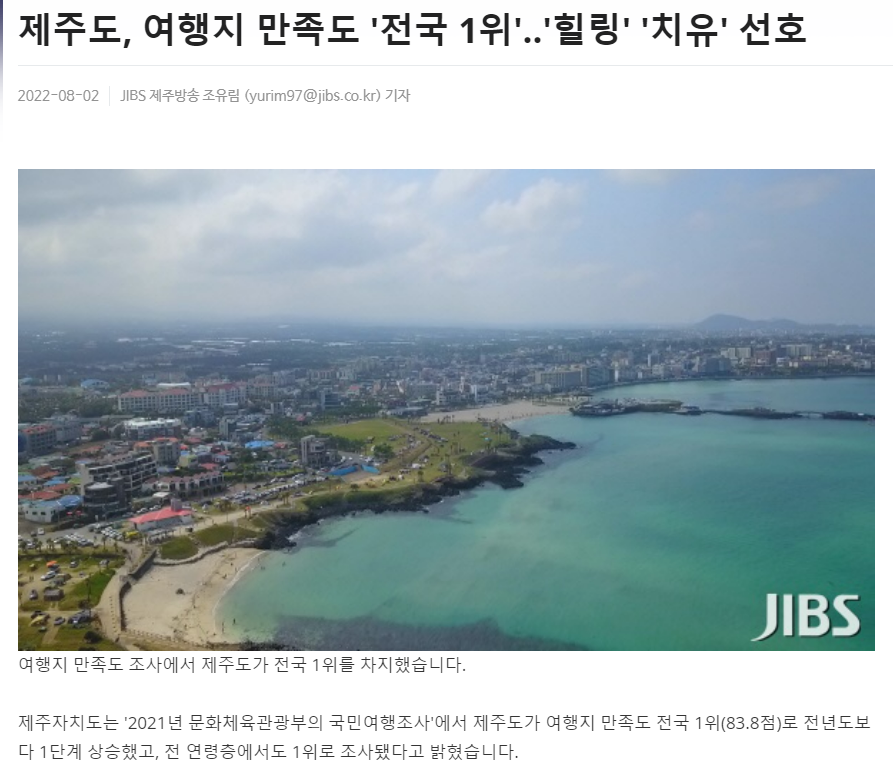 제주도, 여행지 만족도 '전국 1위'..'힐링' '치유' 선호
2022-08-02 JIBS 제주방송 조유림 (yurim97@jibs.co.kr) 기자
JIBS
여행지 만족도 조사에서 제주도가 전국 1위를 차지했습니다.
제주자치도는 '2021년 문화체육관광부의 국민여행조사'에서 제주도가 여행지 만족도 전국 1위(83.8점)로 전년도보
다 1단계 상승했고, 전 연령층에서도 1위로 조사됐다고 밝혔습니다.